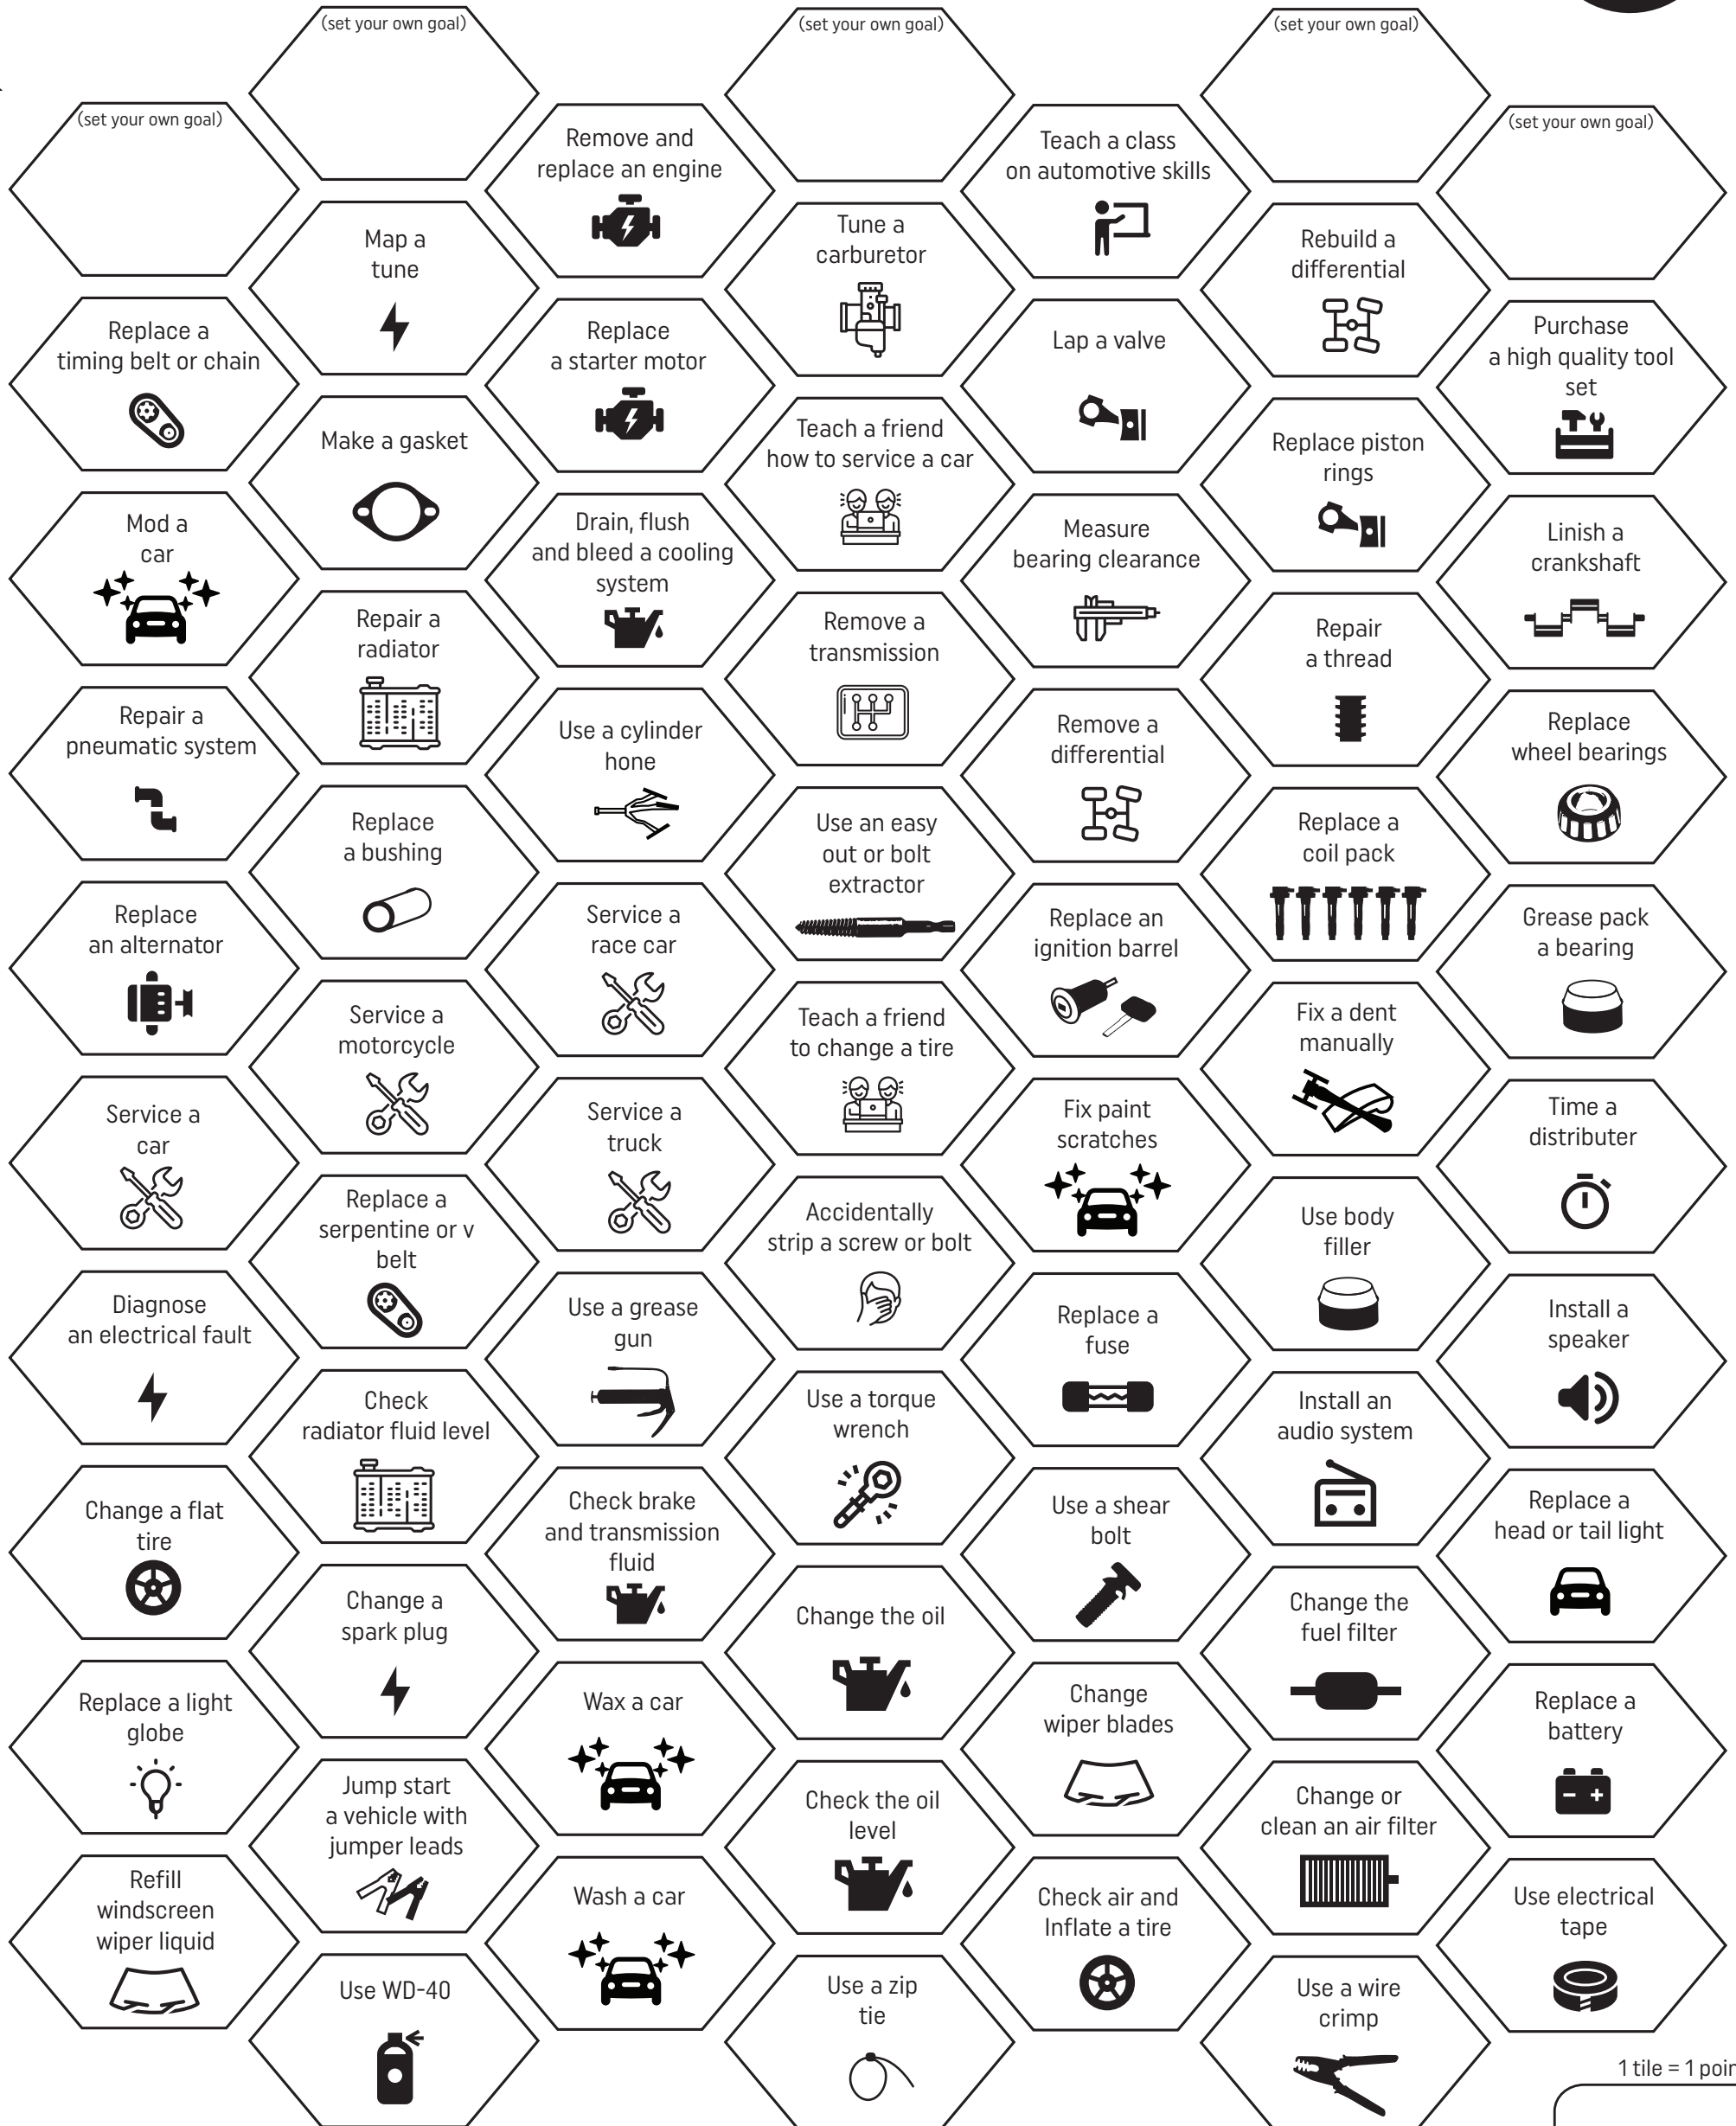 (set your own goal)
(set your own goal)
(set your own goal)
(set your own goal)
Remove and
replace an engine
Teach a class
on automotive skills
(set your own goal)
Map a
tune
Tune a
carburetor
Rebuild a
differential
Replace a
timing belt or chain
Replace
a starter motor
Lap a valve
Purchase
a high quality tool
set
Make a gasket
Teach a friend
how to service a car
Replace piston
rings
Mod a
car
Drain, flush
and bleed a cooling
system
Measure
bearing clearance
Linish a
crankshaft
Repair a
radiator
Remove a
transmission
Repair
a thread
Repair a
pneumatic system
Use a cylinder
hone
Remove a
differential
Replace
wheel bearings
Replace
a bushing
Use an easy
out or bolt
extractor
Replace a
coil pack
Replace
an alternator
Service a
race car
Replace an
ignition barrel
Grease pack
a bearing
Service a
motorcycle
Teach a friend
to change a tire
Fix a dent
manually
Service a
car
Service a
truck
Fix paint
scratches
Time a
distributer
Replace a
serpentine or v
belt
Accidentally
strip a screw or bolt
Use body
filler
Diagnose
an electrical fault
Use a grease
gun
Replace a
fuse
Install a
speaker
Check
radiator fluid level
Use a torque
wrench
Install an
audio system
Change a flat
tire
Check brake
and transmission
fluid
Use a shear
bolt
Replace a
head or tail light
Change a
spark plug
Change the oil
Change the
fuel filter
Replace a light
globe
Wax a car
Change
wiper blades
Replace a
battery
Jump start
a vehicle with
jumper leads
Check the oil
level
Change or
clean an air filter
Refill
windscreen
wiper liquid
Wash a car
Check air and
Inflate a tire
Use electrical
tape
Use WD-40
Use a zip
tie
Use a wire
crimp
1 tile = 1 poin